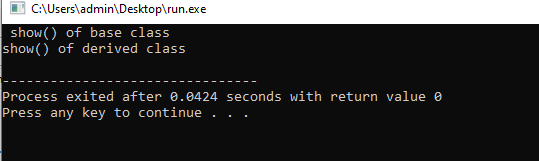 C:\Users\admin\Desktop\run.exe
show() of base class
show() of derived class
--------------------------------
Process exited after 0.0424 seconds with return value 0
Press any key to continue . . .